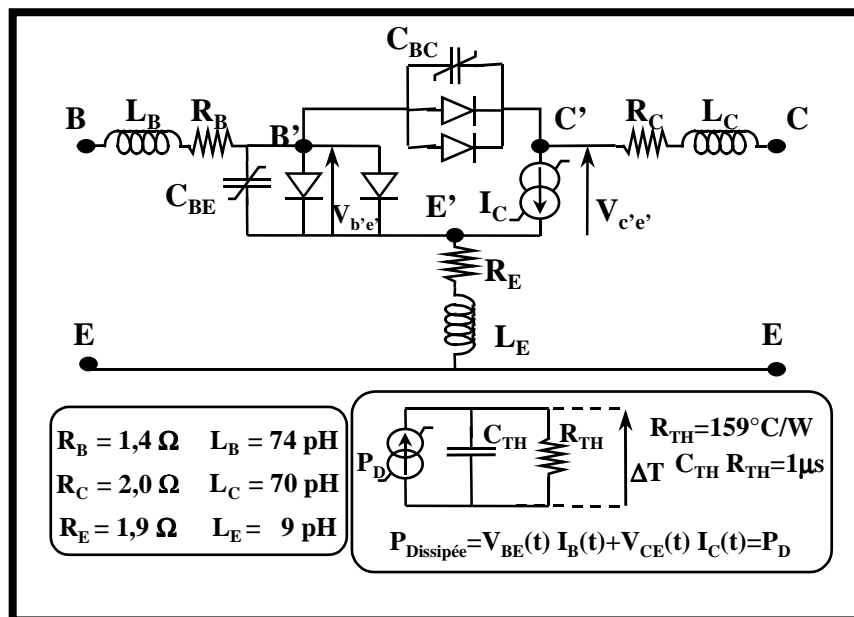 C_BC
B L_B R_B B' C' R_C L_C C
C_BE V_b'e' E' I_C V_c'e'
R_E
E L_E E
R_B = 1,4 Ω L_B = 74 pH
R_C = 2,0 Ω L_C = 70 pH
R_E = 1,9 Ω L_E = 9 pH
P_D C_TH R_TH ΔT
R_TH=159°C/W
C_TH R_TH=1μs
P_Dissipée=V_BE(t) I_B(t)+V_CE(t) I_C(t)=P_D